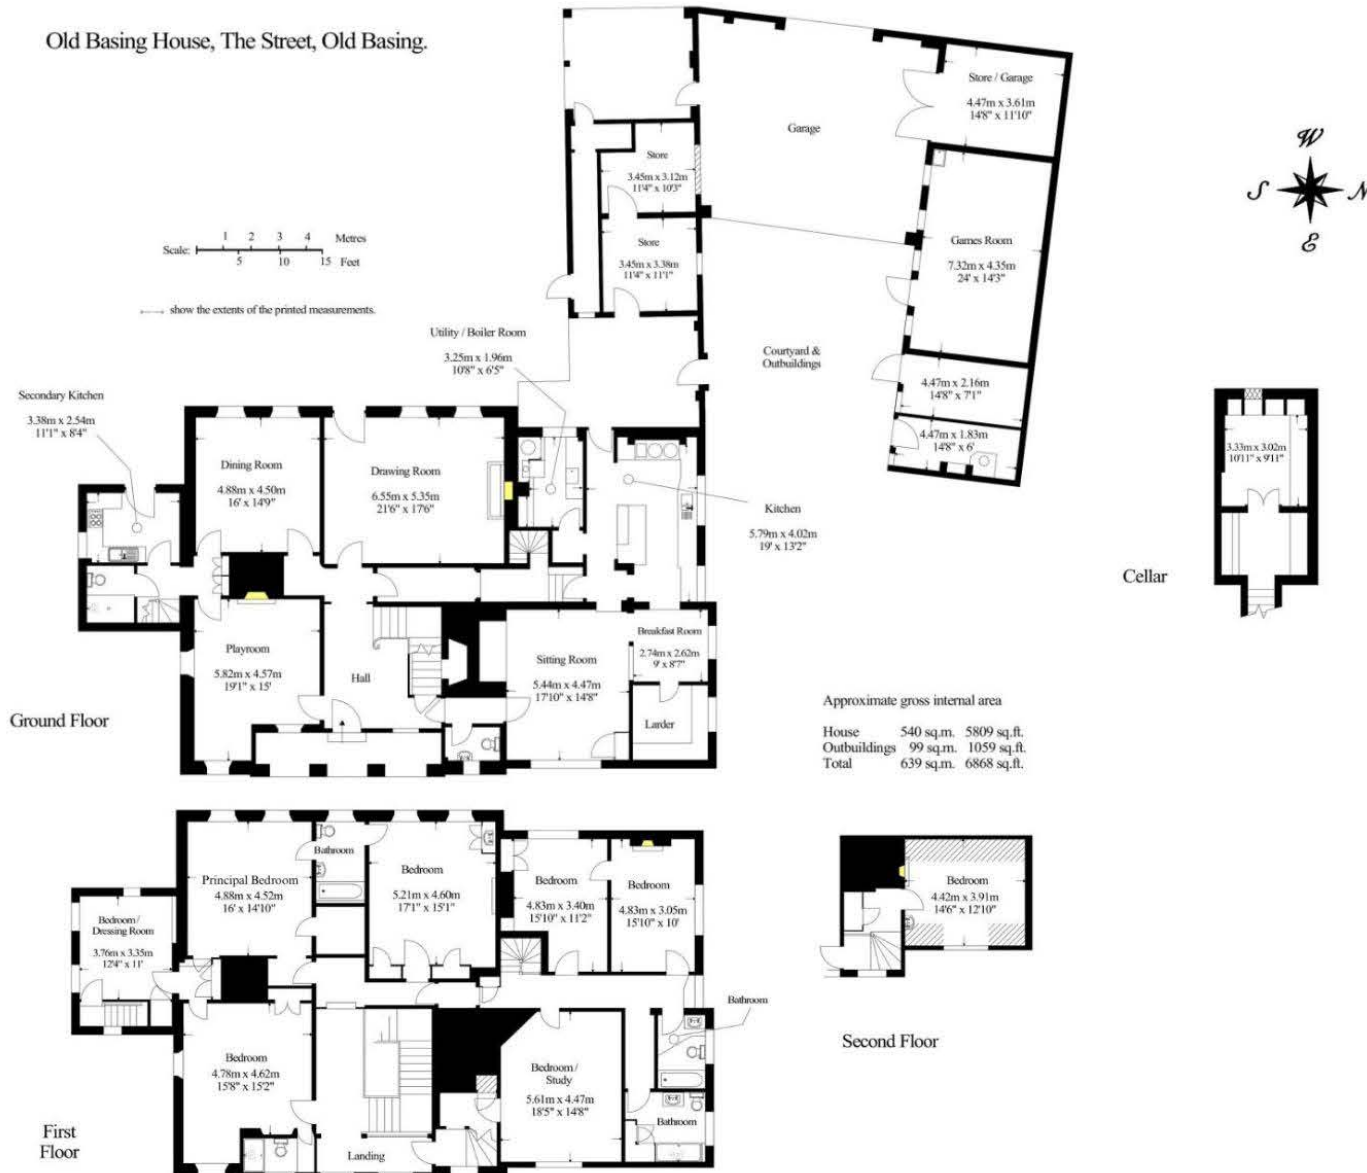 Old Basing House, The Street, Old Basing.
Store / Garage
4.47m x 3.61m
14'8" x 11'10"
Garage
W
S N
E
Store
3.45m x 3.12m
11'4" x 10'3"
Store
3.45m x 3.38m
11'4" x 11'1"
Games Room
7.32m x 4.35m
24' x 14'3"
Scale:
1 2 3 4 Metres
5 10 15 Feet
show the extents of the printed measurements.
Utility / Boiler Room
3.25m x 1.96m
10'8" x 6'5"
Courtyard &
Outbuildings
4.47m x 2.16m
14'8" x 7'1"
4.47m x 1.83m
14'8" x 6'
Secondary Kitchen
3.38m x 2.54m
11'1" x 8'4"
Dining Room
4.88m x 4.50m
16' x 14'9"
Drawing Room
6.55m x 5.35m
21'6" x 17'6"
Kitchen
5.79m x 4.02m
19' x 13'2"
3.33m x 3.02m
10'11" x 9'11"
Cellar
Playroom
5.82m x 4.57m
19'1" x 15'
Hall
Sitting Room
5.44m x 4.47m
17'10" x 14'8"
Breakfast Room
2.74m x 2.62m
9' x 8'7"
Larder
Ground Floor
Approximate gross internal area
House 540 sq.m. 5809 sq.ft.
Outbuildings 99 sq.m. 1059 sq.ft.
Total 639 sq.m. 6868 sq.ft.
Principal Bedroom
4.88m x 4.52m
16' x 14'10"
Bathroom
Bedroom
5.21m x 4.60m
17'1" x 15'1"
Bedroom
4.83m x 3.40m
15'10" x 11'2"
Bedroom
4.83m x 3.05m
15'10" x 10'
Bedroom
4.42m x 3.91m
14'6" x 12'10"
Bedroom /
Dressing Room
3.76m x 3.35m
12'4" x 11'
Bathroom
Second Floor
Bedroom
4.78m x 4.62m
15'8" x 15'2"
Bedroom /
Study
5.61m x 4.47m
18'5" x 14'8"
Bathroom
Landing
First
Floor